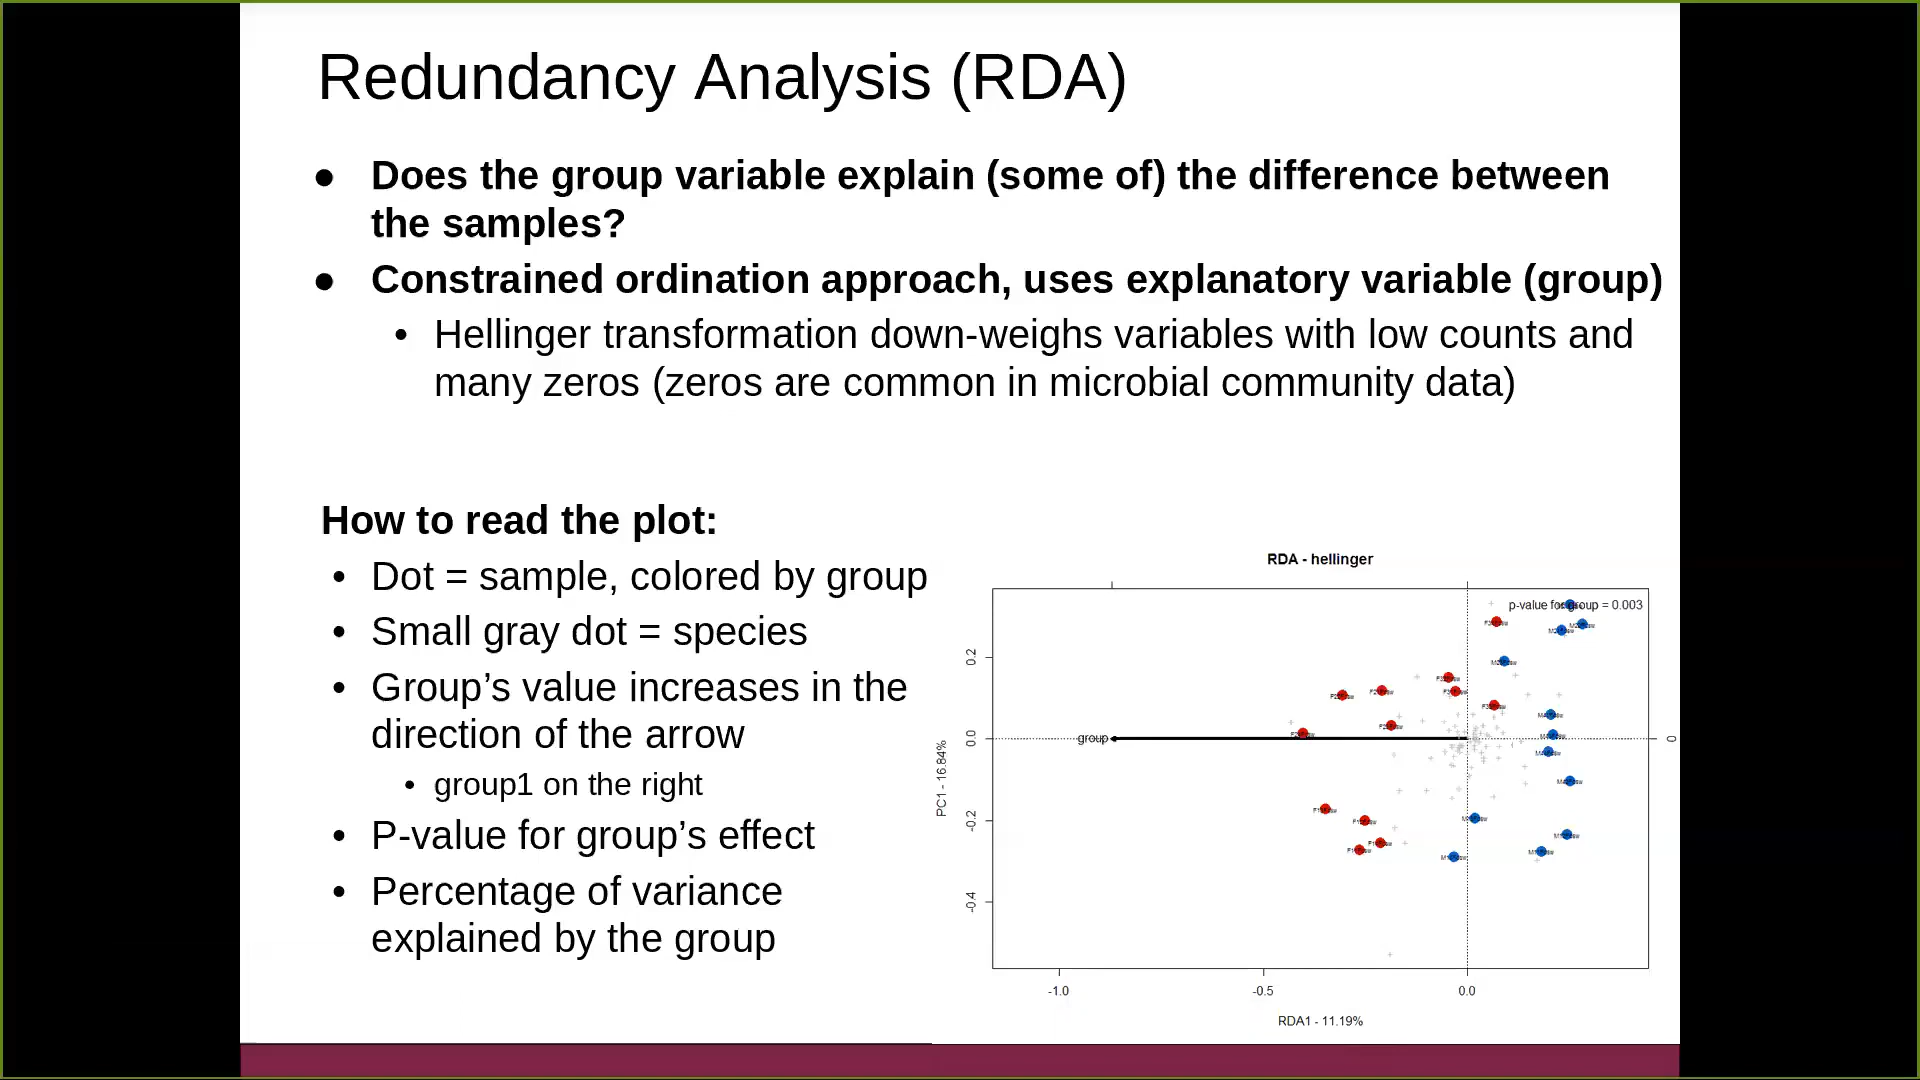 Redundancy Analysis (RDA)
● Does the group variable explain (some of) the difference between
the samples?
● Constrained ordination approach, uses explanatory variable (group)
• Hellinger transformation down-weighs variables with low counts and
many zeros (zeros are common in microbial community data)
How to read the plot:
• Dot = sample, colored by group
• Small gray dot = species
• Group’s value increases in the
direction of the arrow
• group1 on the right
• P-value for group’s effect
• Percentage of variance
explained by the group
RDA - hellinger
p-value for group = 0.003
group
0.2
0.0
-0.2
-0.4
PC1 - 16.84%
0
-1.0
-0.5
0.0
RDA1 - 11.19%